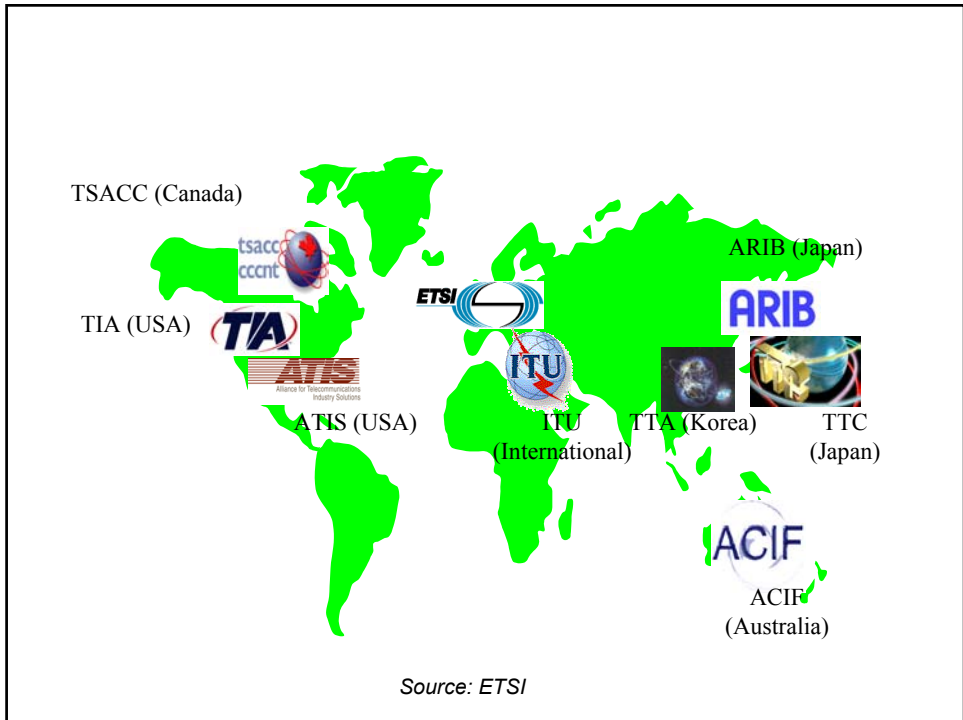 TSACC (Canada)
tsacc
cccnt
ARIB (Japan)
ETSI
ARIB
TIA (USA)
TIA
ITU
ATIS
Alliance for Telecommunications
Industry Solutions
ATIS (USA)
ITU
(International)
TTA (Korea)
TTC
(Japan)
ACIF
ACIF
(Australia)
Source: ETSI